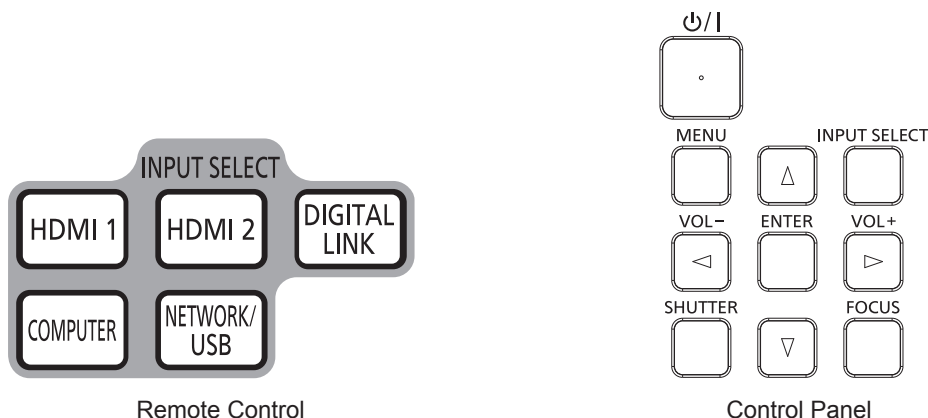 INPUT SELECT
HDMI 1 HDMI 2 DIGITAL
LINK
COMPUTER NETWORK/
USB
Remote Control
⏻/|
MENU INPUT SELECT
VOL− ENTER VOL+
SHUTTER FOCUS
Control Panel